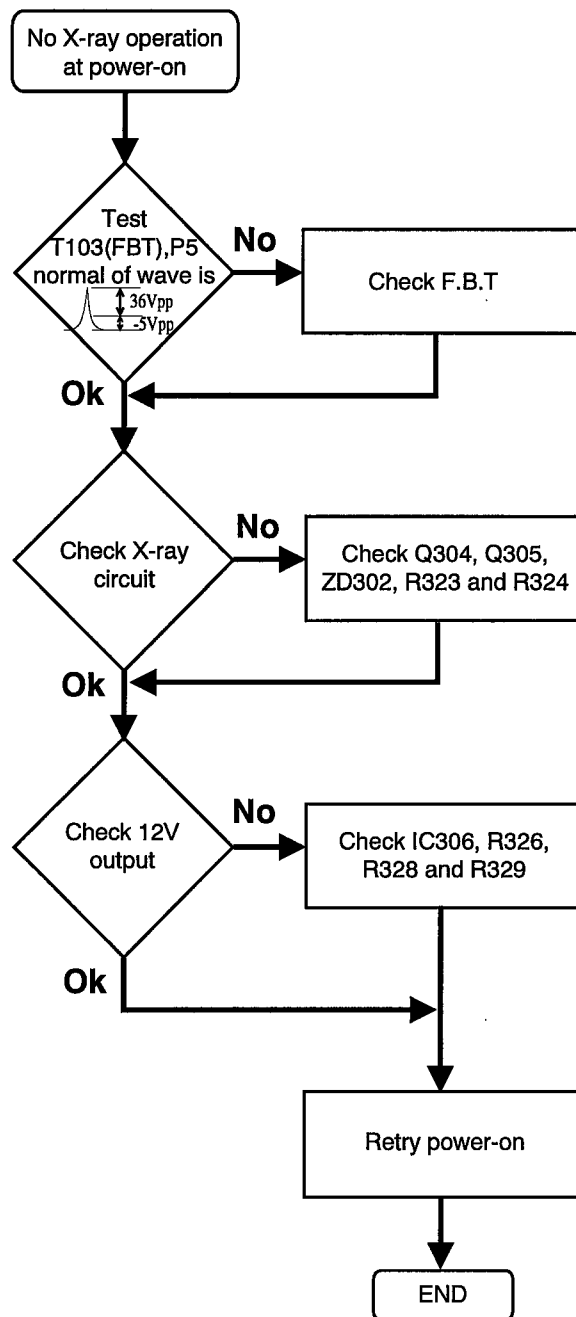 No X-ray operation
at power-on
Test
T103(FBT),P5
normal of wave is
36Vpp
-5Vpp
No
Check F.B.T
Ok
Check X-ray
circuit
No
Check Q304, Q305,
ZD302, R323 and R324
Ok
Check 12V
output
No
Check IC306, R326,
R328 and R329
Ok
Retry power-on
END